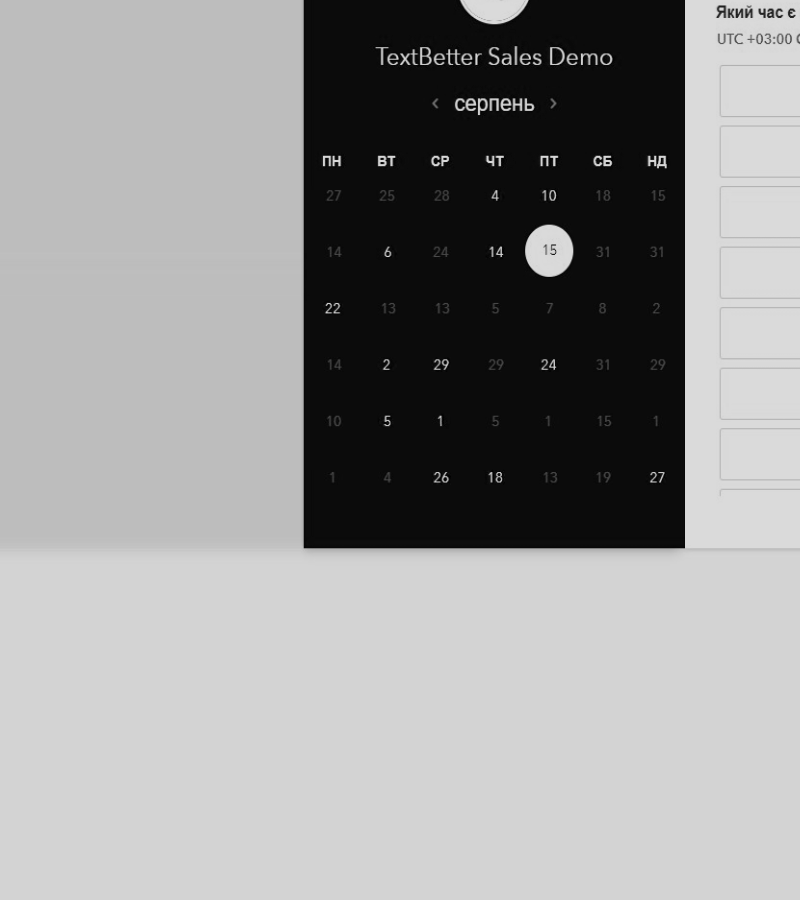 Який час є
UTC +03:00
TextBetter Sales Demo
‹ серпень ›
ПН ВТ СР ЧТ ПТ СБ НД
27 25 28 4 10 18 15
14 6 24 14 15 31 31
22 13 13 5 7 8 2
14 2 29 29 24 31 29
10 5 1 5 1 15 1
1 4 26 18 13 19 27